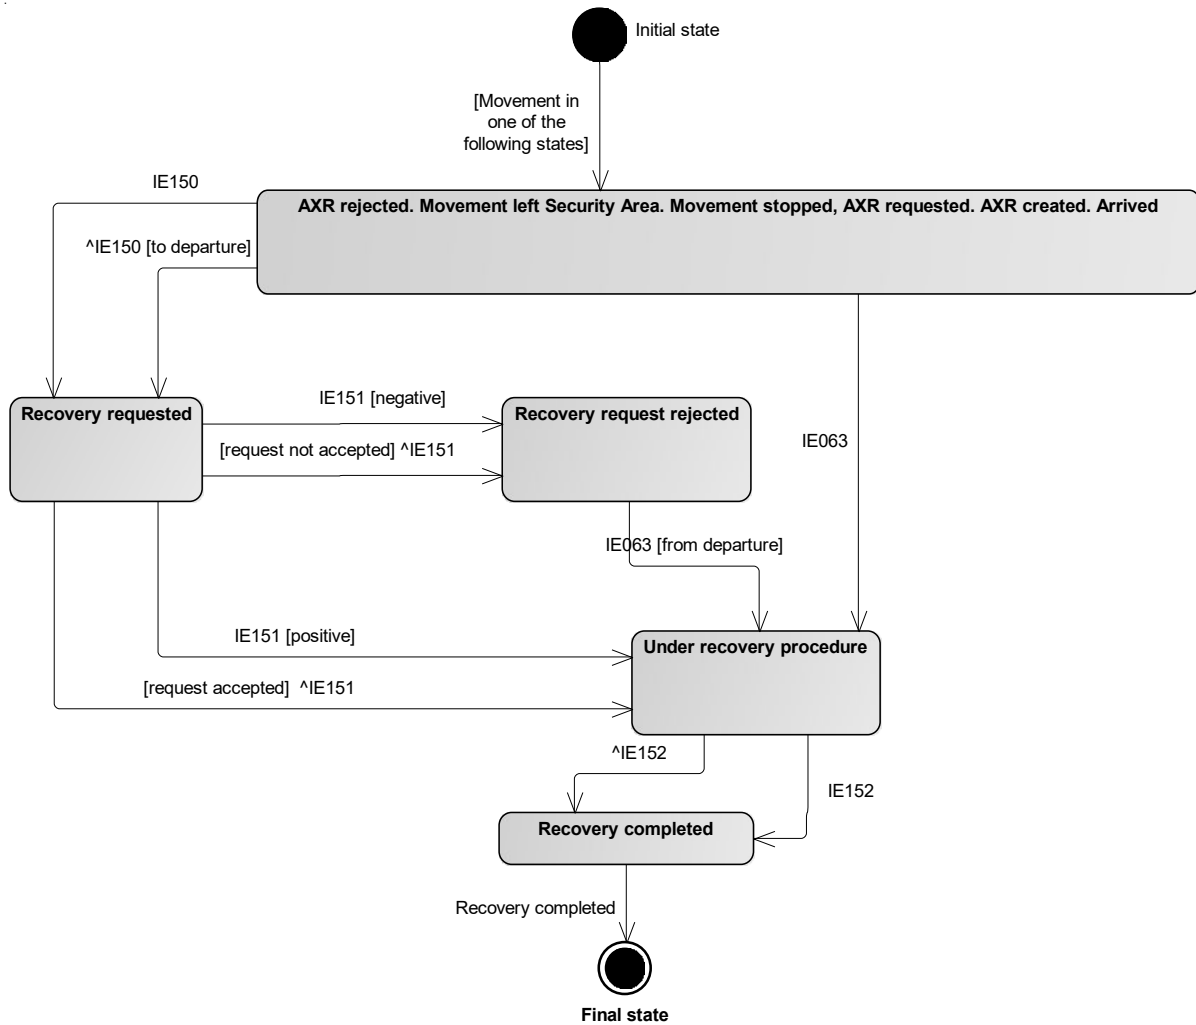 Initial state
[Movement in
one of the
following states]
IE150
AXR rejected. Movement left Security Area. Movement stopped, AXR requested. AXR created. Arrived
^IE150 [to departure]
Recovery requested
IE151 [negative]
Recovery request rejected
[request not accepted] ^IE151
IE063
IE063 [from departure]
IE151 [positive]
Under recovery procedure
[request accepted]  ^IE151
^IE152
IE152
Recovery completed
Recovery completed
Final state